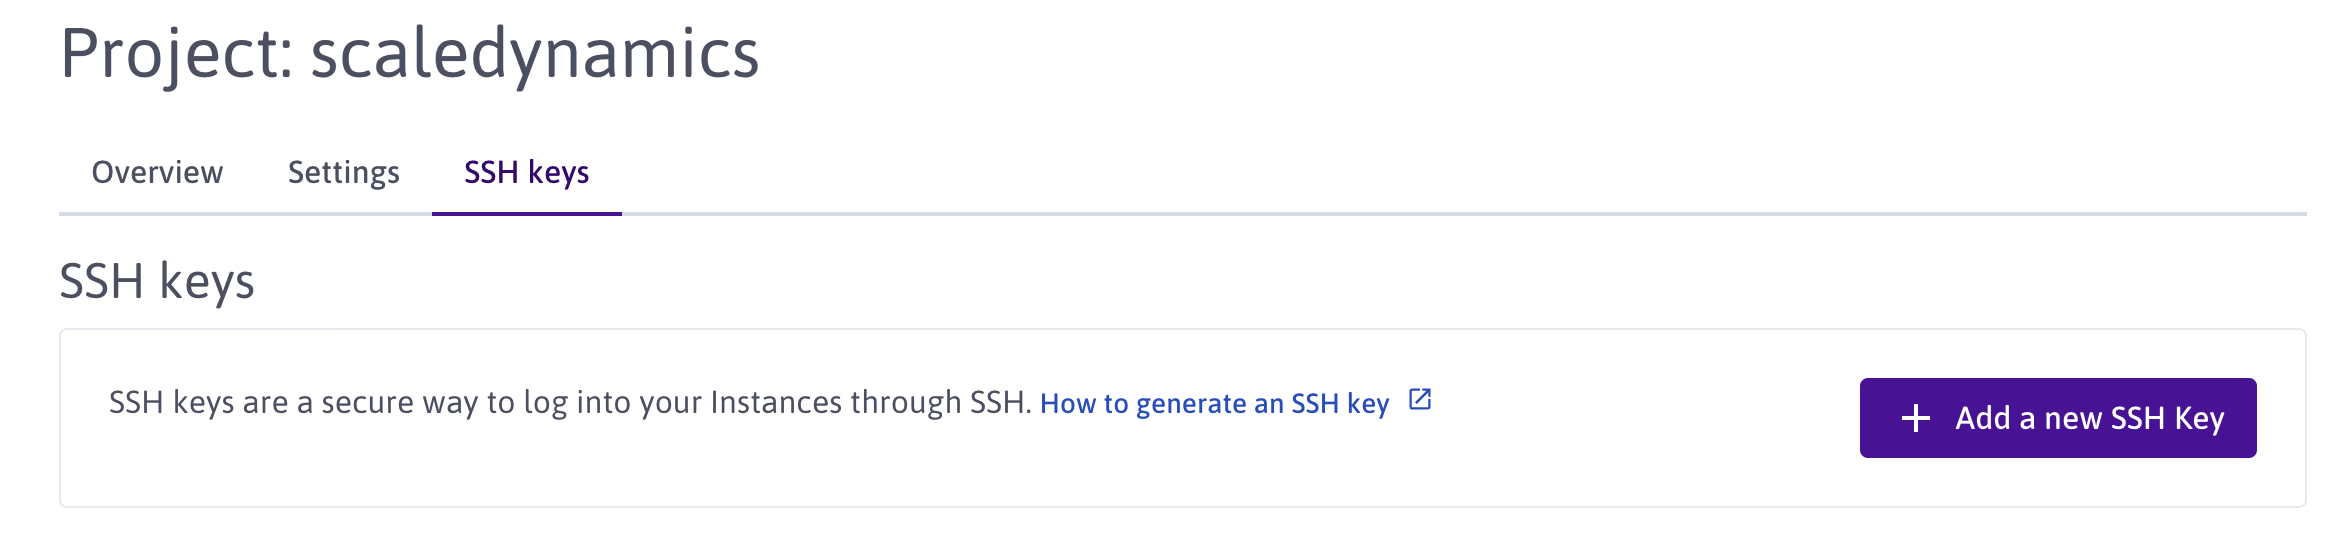 Project: scaledynamics
Overview Settings SSH keys
SSH keys
SSH keys are a secure way to log into your Instances through SSH. How to generate an SSH key
Add a new SSH Key